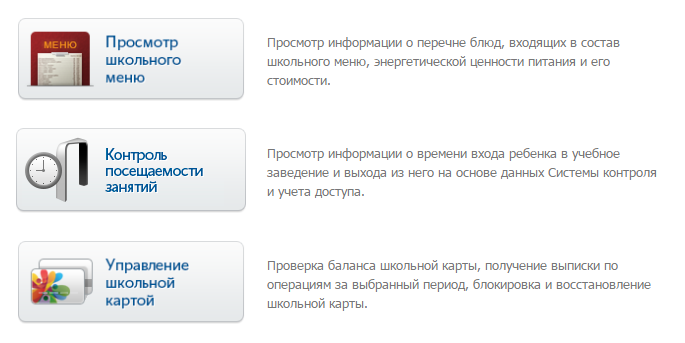 МЕНЮ
Просмотр
школьного
меню
Просмотр информации о перечне блюд, входящих в состав
школьного меню, энергетической ценности питания и его
стоимости.
Контроль
посещаемости
занятий
Просмотр информации о времени входа ребенка в учебное
заведение и выхода из него на основе данных Системы контроля
и учета доступа.
Управление
школьной
картой
Проверка баланса школьной карты, получение выписки по
операциям за выбранный период, блокировка и восстановление
школьной карты.